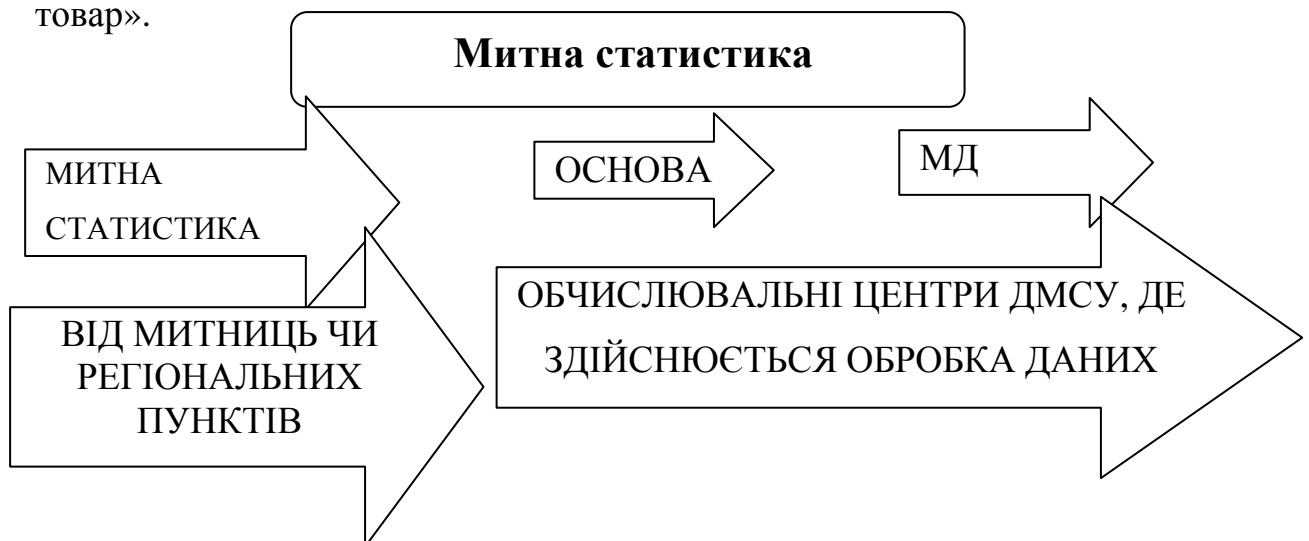 товар».
Митна статистика
МИТНА
СТАТИСТИКА
ОСНОВА
МД
ВІД МИТНИЦЬ ЧИ
РЕГІОНАЛЬНИХ
ПУНКТІВ
ОБЧИСЛЮВАЛЬНІ ЦЕНТРИ ДМСУ, ДЕ
ЗДІЙСНЮЄТЬСЯ ОБРОБКА ДАНИХ